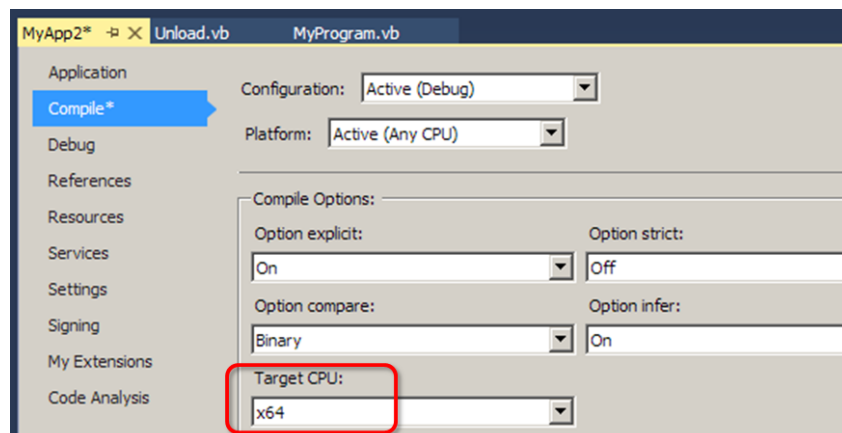 MyApp2* Unload.vb MyProgram.vb
Application
Compile*
Debug
References
Resources
Services
Settings
Signing
My Extensions
Code Analysis
Configuration: Active (Debug)
Platform: Active (Any CPU)
Compile Options:
Option explicit: Option strict:
On Off
Option compare: Option infer:
Binary On
Target CPU:
x64